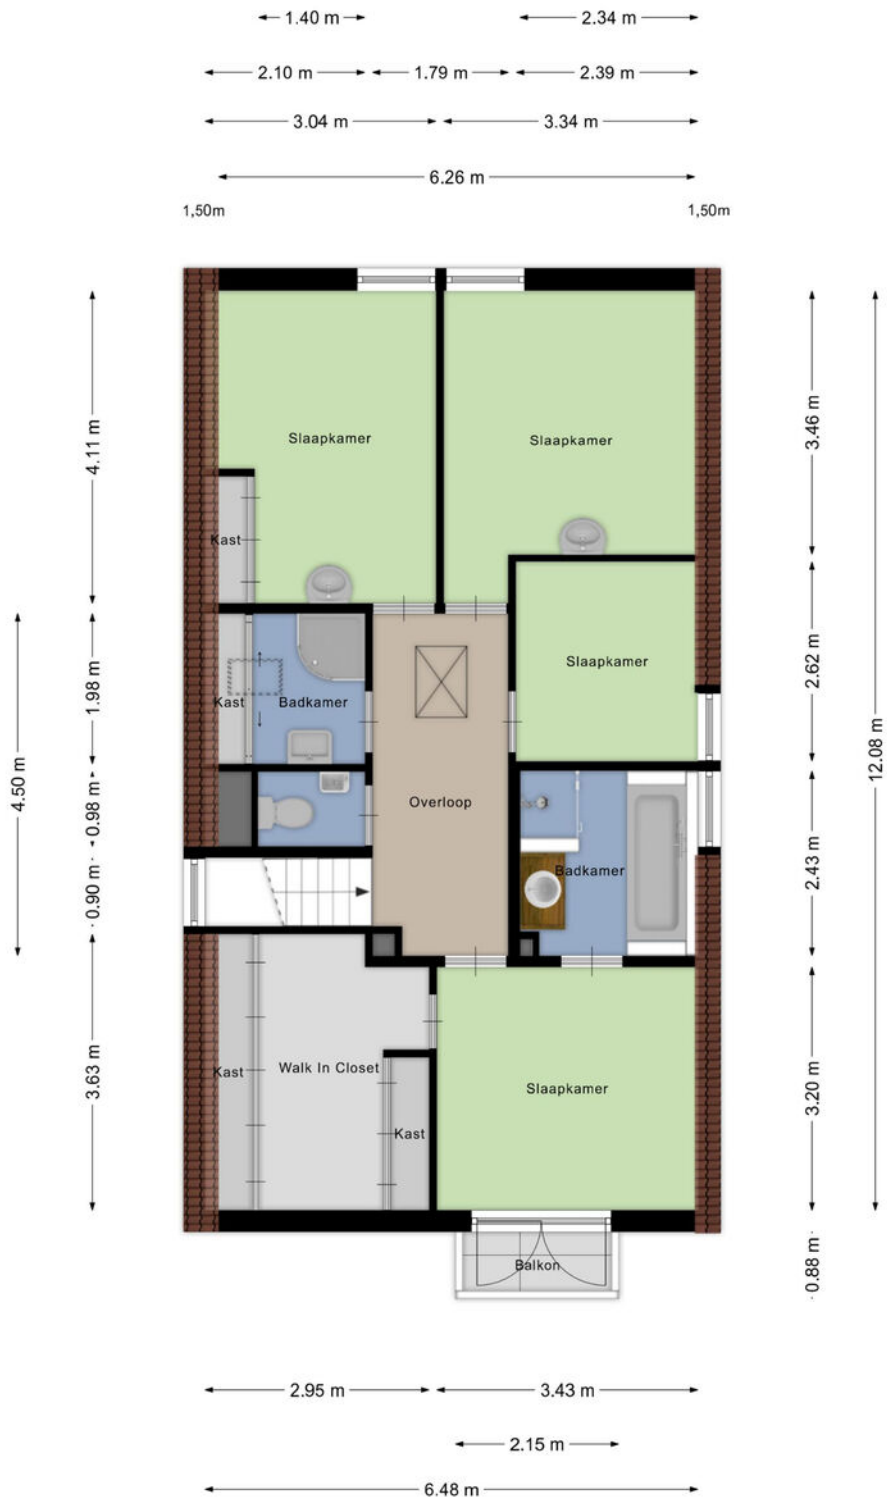 1.40 m 2.34 m
2.10 m 1.79 m 2.39 m
3.04 m 3.34 m
6.26 m
1,50m 1,50m
3.46 m
4.11 m
Slaapkamer Slaapkamer
Kast
2.62 m
Slaapkamer
1.98 m
Kast Badkamer
12.08 m
4.50 m
0.98 m
Overloop
2.43 m
Badkamer
0.90 m
3.63 m
Kast Walk In Closet
Slaapkamer
3.20 m
Kast
0.88 m
Balkon
2.95 m 3.43 m
2.15 m
6.48 m